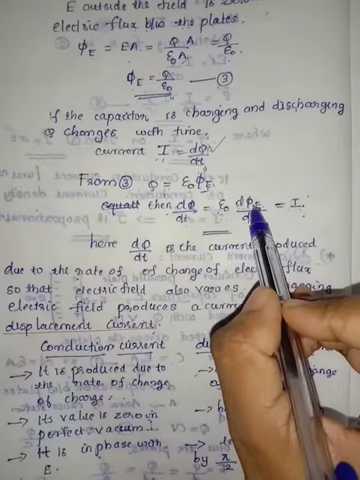 E outside the field is zero
electric flux b/w the plates.
ϕE = EA = Q A / ε0 A = Q / ε0
ϕE = Q / ε0 — ③
If the capacitor is charging and discharging
Q changes with time.
current I = dQ/dt
From ③ Q = ε0 ϕE
then dQ/dt = ε0 dϕE/dt = I
here dQ/dt is the current produced
due to the rate of of change of electric flux
so that electric field also varies
electric field produces a
displacement current.
Conduction current
→ It is produced due to
the rate of change
of charge.
→ Its value is zero in
perfect vacuum
→ It is in phase with
E.
by π/2